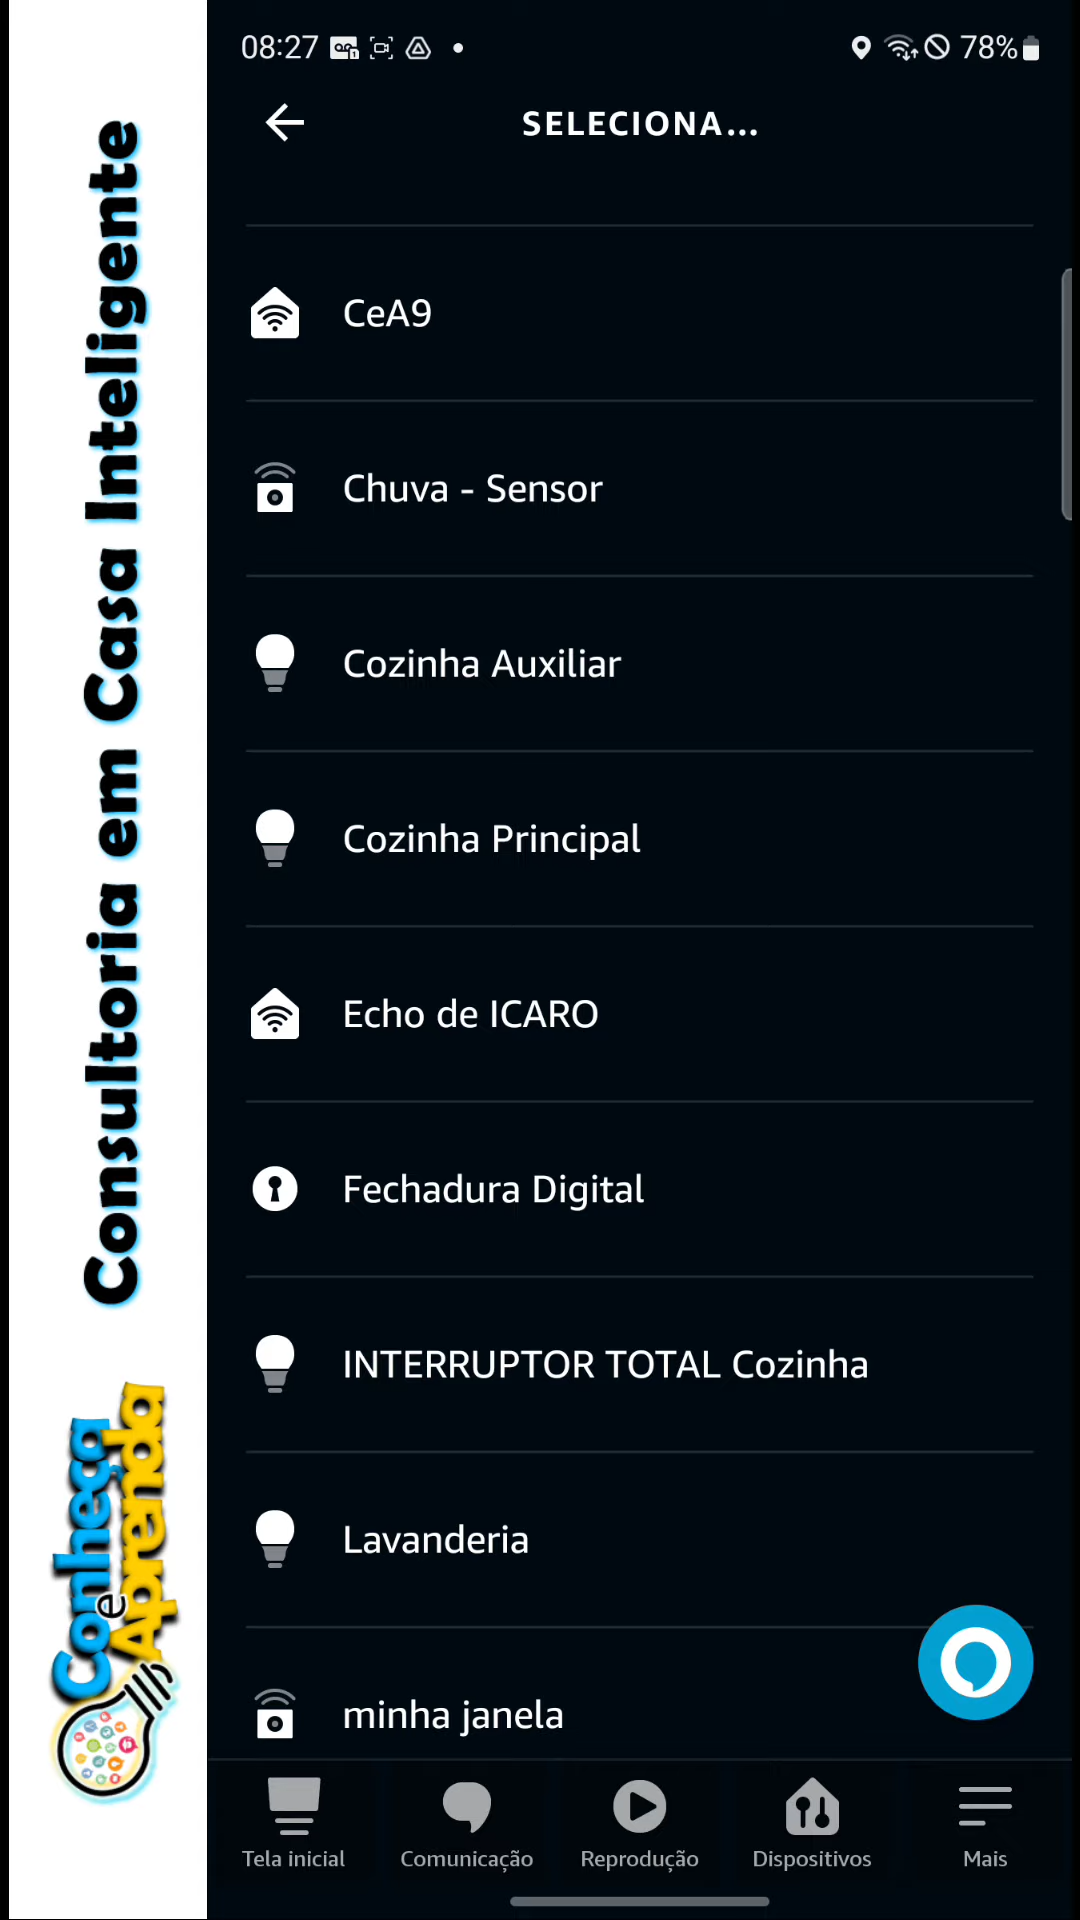 Consultoria em Casa Inteligente
Conheça
e
Aprenda
08:27
78%
SELECIONA...
CeA9
Chuva - Sensor
Cozinha Auxiliar
Cozinha Principal
Echo de ICARO
Fechadura Digital
INTERRUPTOR TOTAL Cozinha
Lavanderia
minha janela
Tela inicial
Comunicação
Reprodução
Dispositivos
Mais